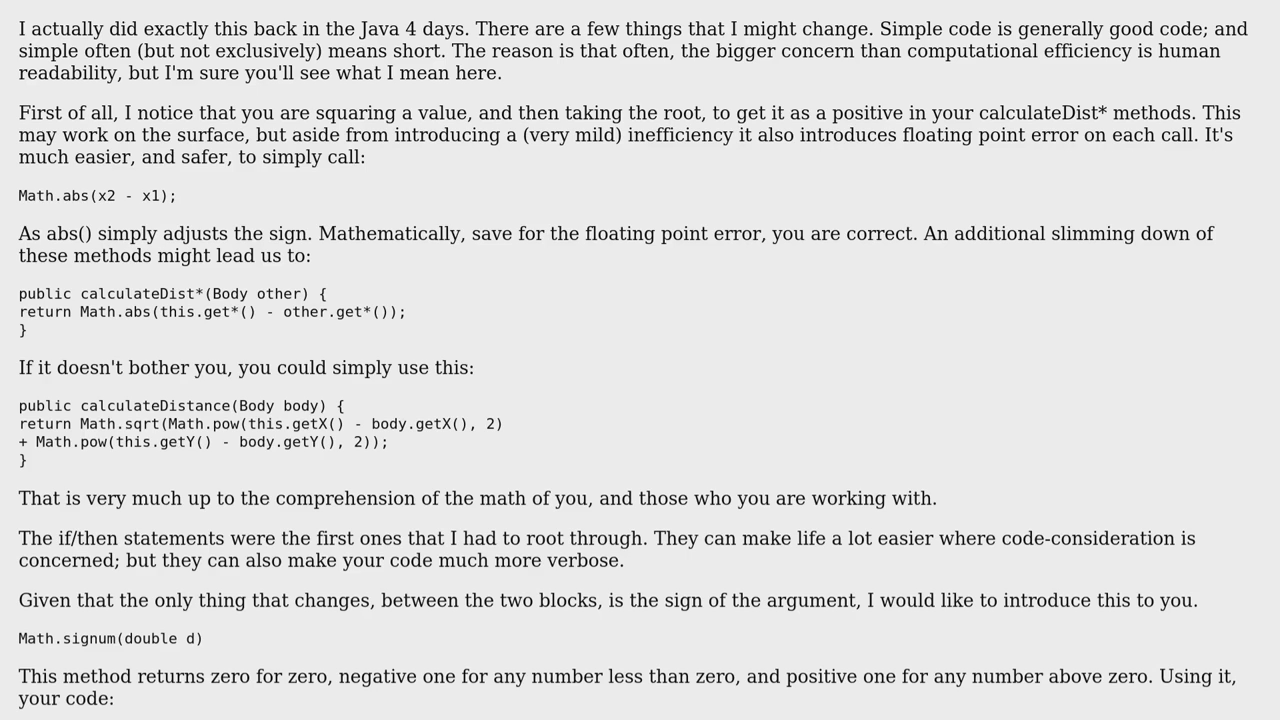 I actually did exactly this back in the Java 4 days. There are a few things that I might change. Simple code is generally good code; and
simple often (but not exclusively) means short. The reason is that often, the bigger concern than computational efficiency is human
readability, but I'm sure you'll see what I mean here.
First of all, I notice that you are squaring a value, and then taking the root, to get it as a positive in your calculateDist* methods. This
may work on the surface, but aside from introducing a (very mild) inefficiency it also introduces floating point error on each call. It's
much easier, and safer, to simply call:
Math.abs(x2 - x1);
As abs() simply adjusts the sign. Mathematically, save for the floating point error, you are correct. An additional slimming down of
these methods might lead us to:
public calculateDist*(Body other) {
return Math.abs(this.get*() - other.get*());
}
If it doesn't bother you, you could simply use this:
public calculateDistance(Body body) {
return Math.sqrt(Math.pow(this.getX() - body.getX(), 2)
+ Math.pow(this.getY() - body.getY(), 2));
}
That is very much up to the comprehension of the math of you, and those who you are working with.
The if/then statements were the first ones that I had to root through. They can make life a lot easier where code-consideration is
concerned; but they can also make your code much more verbose.
Given that the only thing that changes, between the two blocks, is the sign of the argument, I would like to introduce this to you.
Math.signum(double d)
This method returns zero for zero, negative one for any number less than zero, and positive one for any number above zero. Using it,
your code: